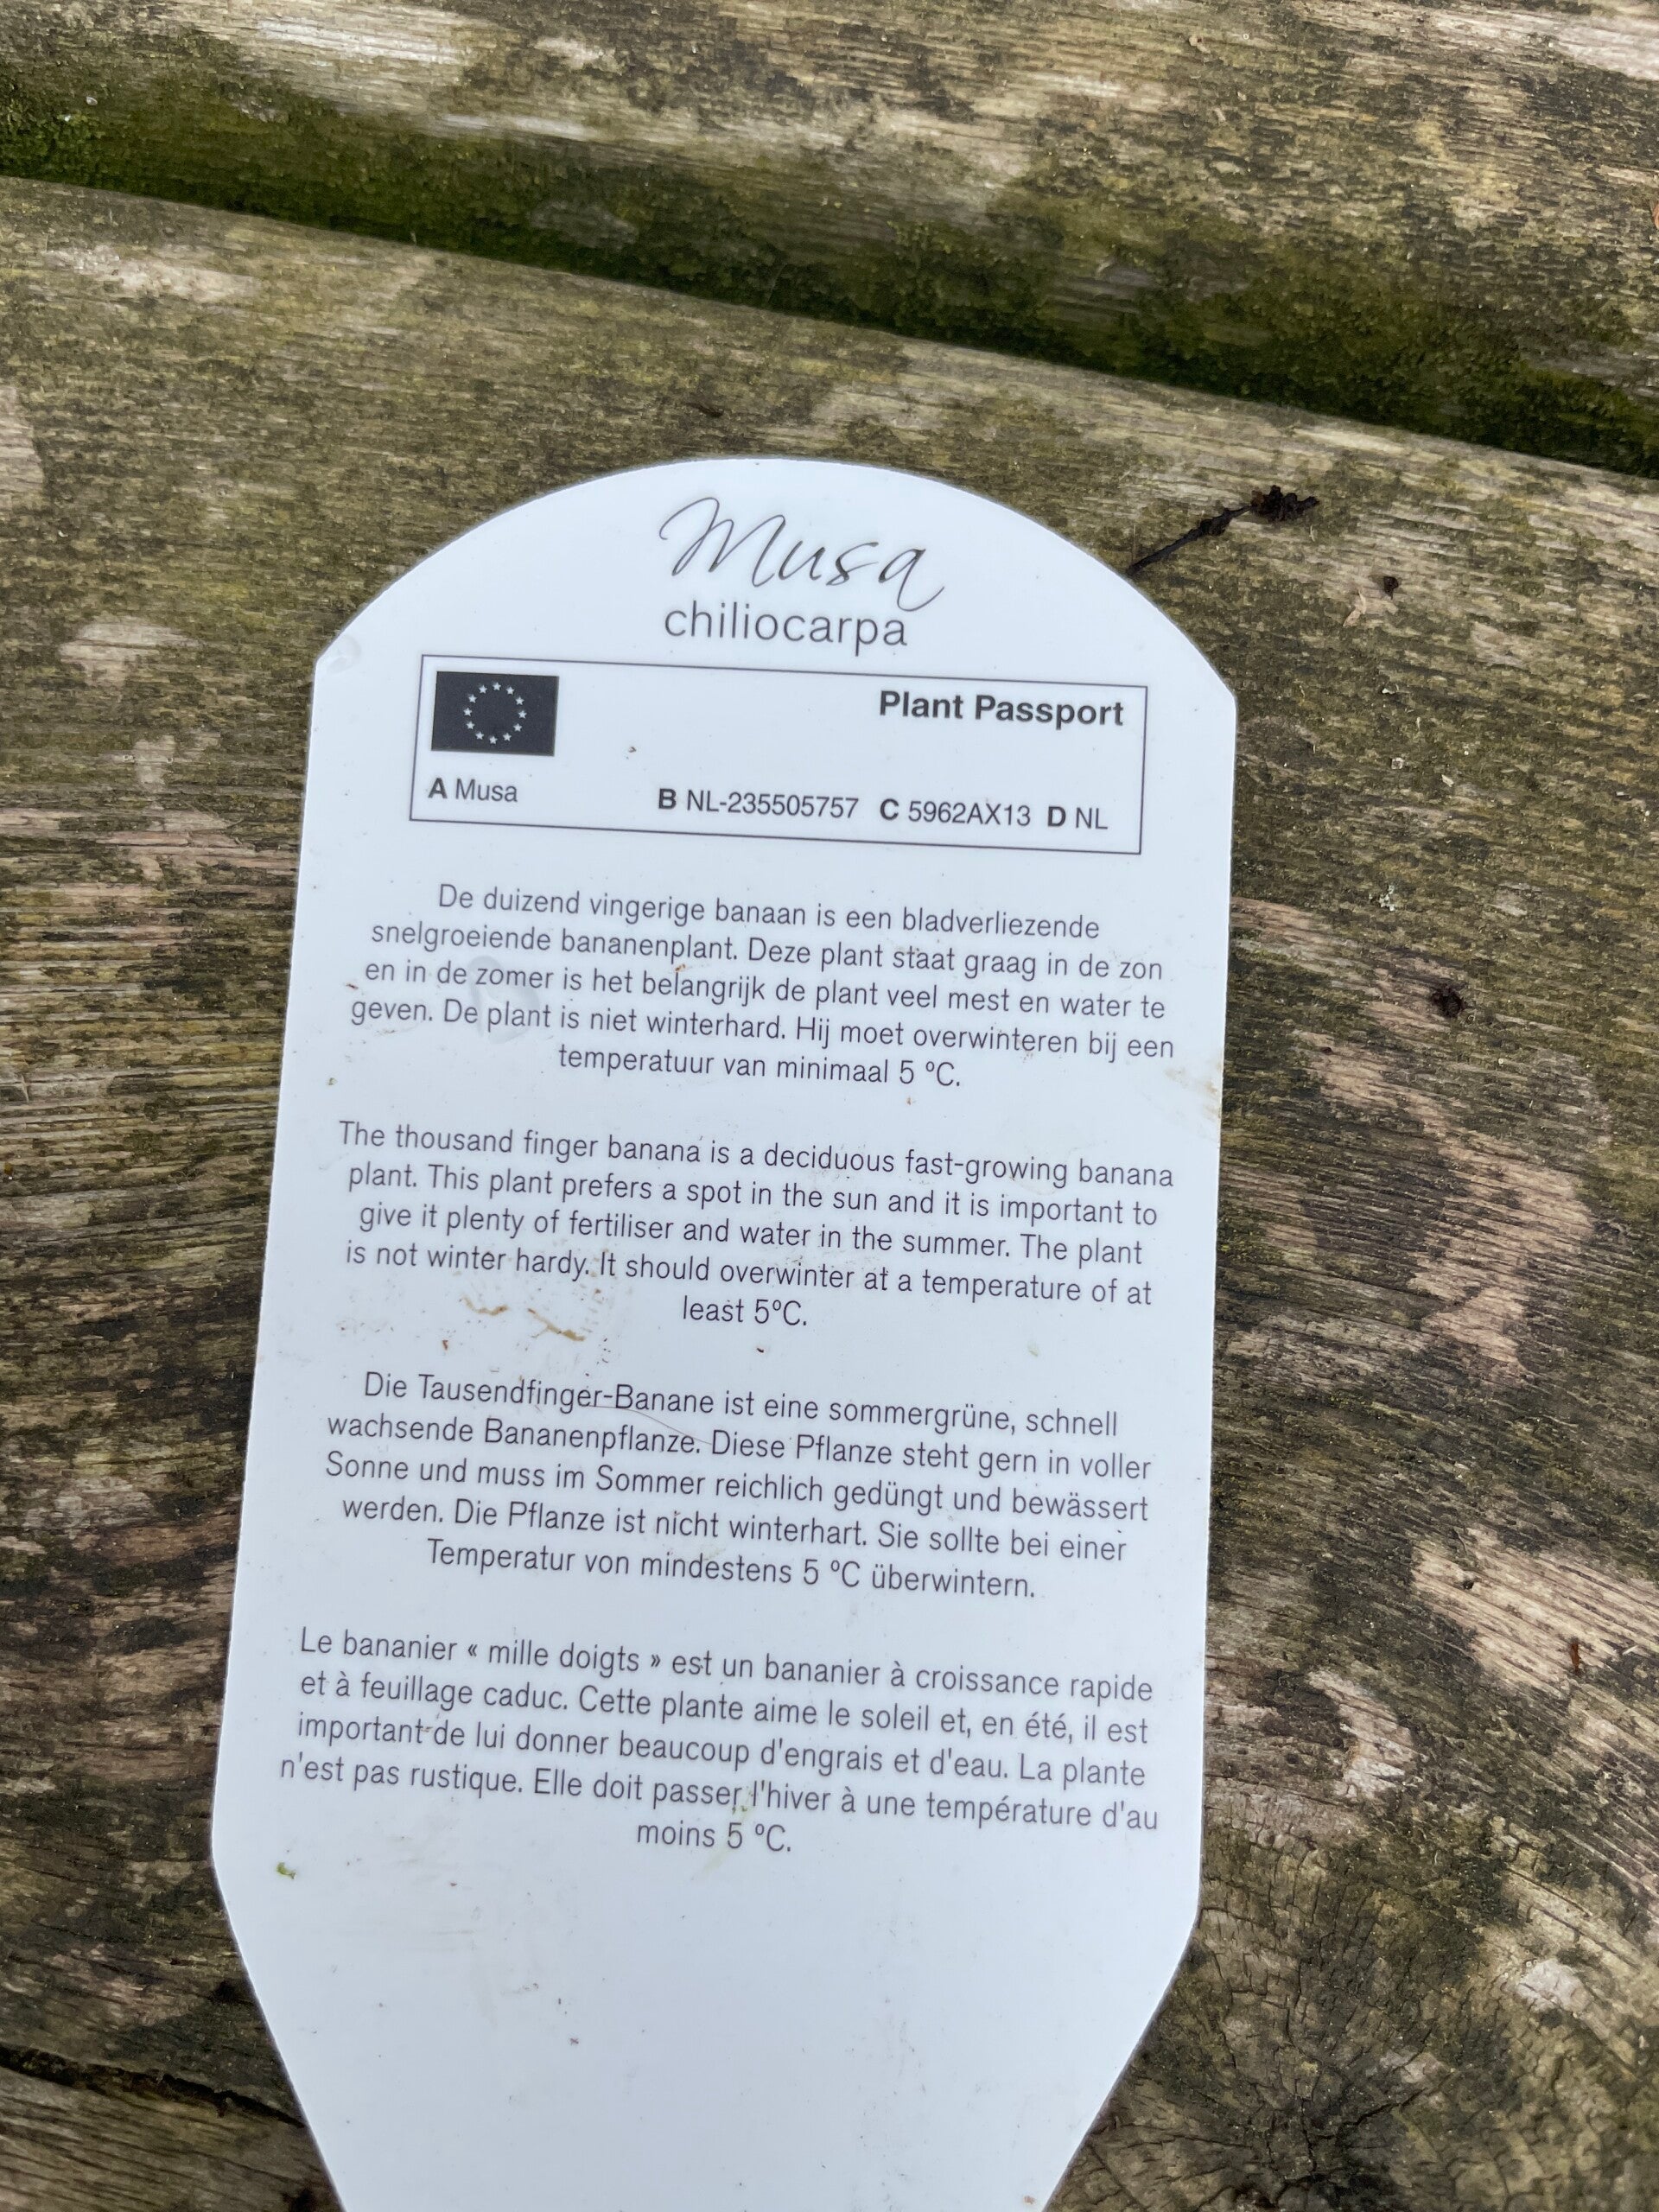 Musa
chiliocarpa
Plant Passport
A Musa B NL-235505757 C 5962AX13 D NL
De duizend vingerige banaan is een bladverliezende
snelgroeiende bananenplant. Deze plant staat graag in de zon
en in de zomer is het belangrijk de plant veel mest en water te
geven. De plant is niet winterhard. Hij moet overwinteren bij een
temperatuur van minimaal 5 ºC.
The thousand finger banana is a deciduous fast-growing banana
plant. This plant prefers a spot in the sun and it is important to
give it plenty of fertiliser and water in the summer. The plant
is not winter hardy. It should overwinter at a temperature of at
least 5ºC.
Die Tausendfinger-Banane ist eine sommergrüne, schnell
wachsende Bananenpflanze. Diese Pflanze steht gern in voller
Sonne und muss im Sommer reichlich gedüngt und bewässert
werden. Die Pflanze ist nicht winterhart. Sie sollte bei einer
Temperatur von mindestens 5 ºC überwintern.
Le bananier « mille doigts » est un bananier à croissance rapide
et à feuillage caduc. Cette plante aime le soleil et, en été, il est
important de lui donner beaucoup d'engrais et d'eau. La plante
n'est pas rustique. Elle doit passer l'hiver à une température d'au
moins 5 ºC.